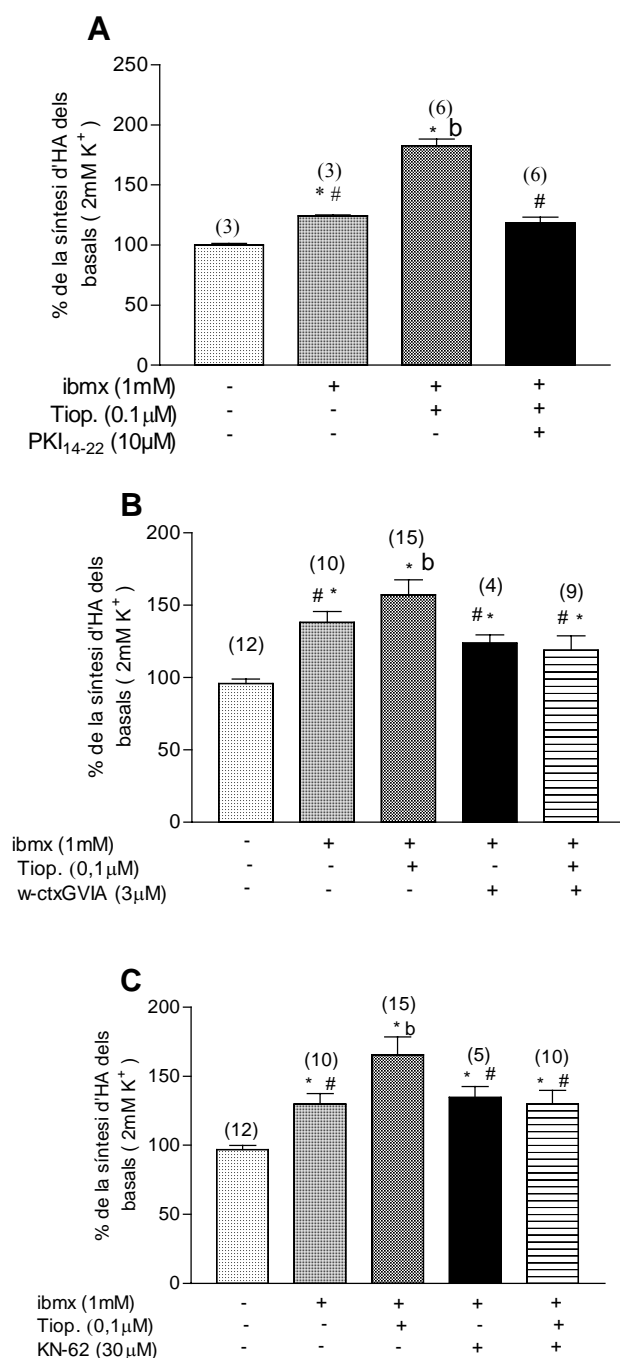 A
% de la síntesi d'HA dels
basals ( 2mM K⁺ )
250
200
150
100
50
0
(3)
(3)
* #
(6)
* b
(6)
#
ibmx (1mM) - + + +
Tiop. (0.1μM) - - + +
PKI₁₄₋₂₂ (10μM) - - - +
B
% de la síntesi d'HA dels
basals ( 2mM K⁺ )
200
150
100
50
0
(12)
(10)
# *
(15)
* b
(4)
# *
(9)
# *
ibmx (1mM) - + + + +
Tiop. (0,1μM) - - + - +
w-ctxGVIA (3μM) - - - + +
C
% de la síntesi d'HA dels
basals ( 2mM K⁺ )
200
150
100
50
0
(12)
(10)
* #
(15)
* b
(5)
* #
(10)
* #
ibmx (1mM) - + + + +
Tiop. (0,1μM) - - + - +
KN-62 (30μM) - - - + +